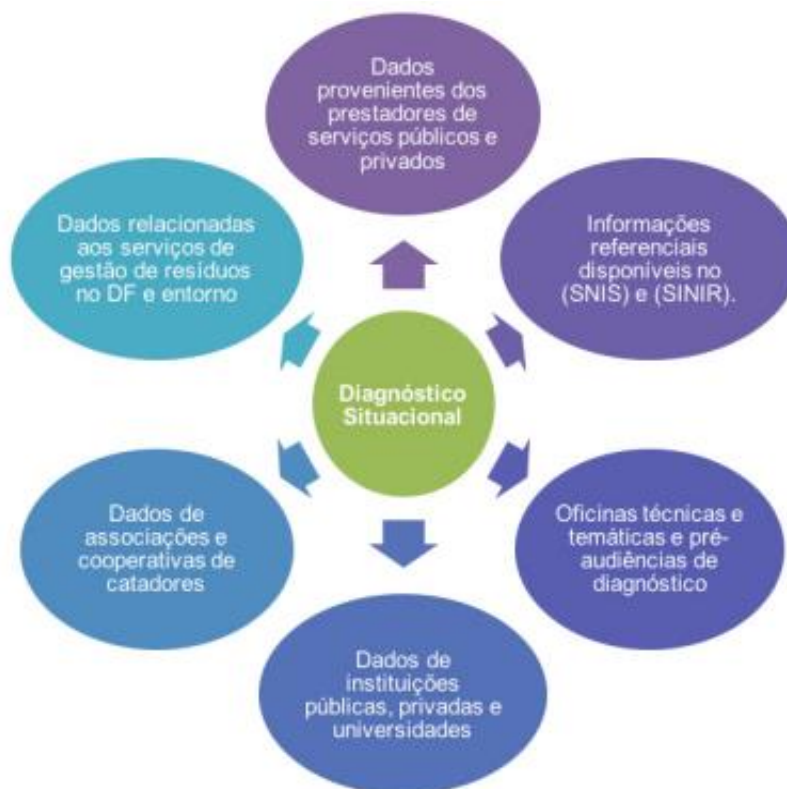 Dados
provenientes dos
prestadores de
serviços públicos e
privados
Informações
referenciais
disponíveis no
(SNIS) e (SINIR).
Oficinas técnicas e
temáticas e pré-
audiências de
diagnóstico
Dados de
instituições
públicas, privadas e
universidades
Dados de
associações e
cooperativas de
catadores
Dados relacionadas
aos serviços de
gestão de resíduos
no DF e entorno
Diagnóstico
Situacional